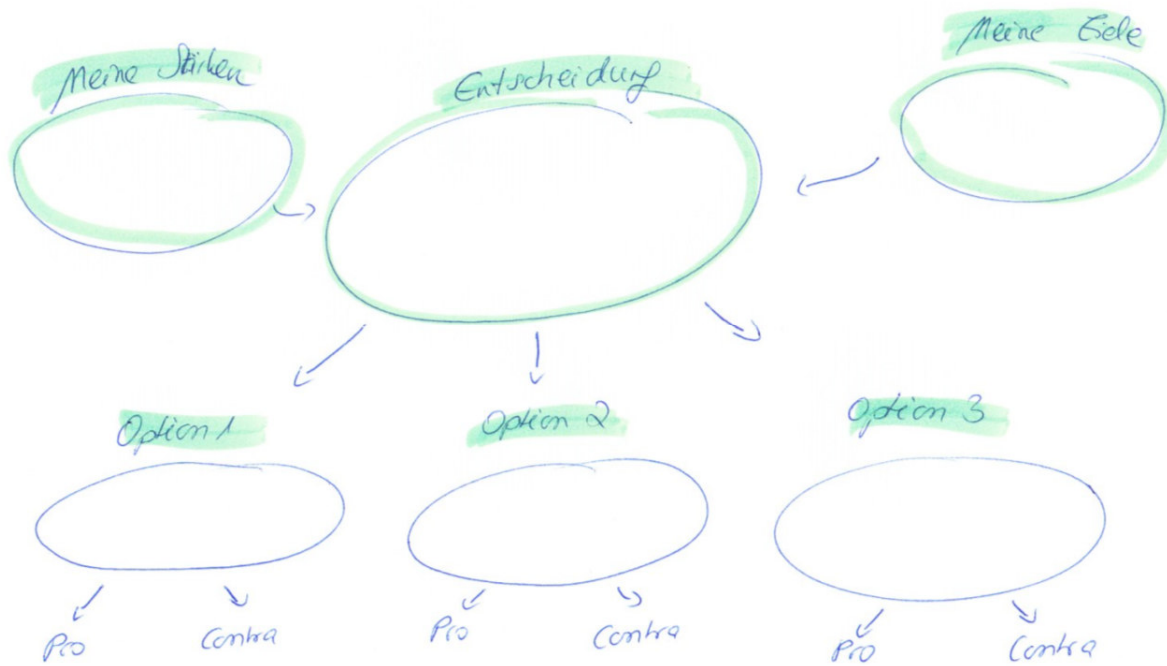 Meine Stärken
Entscheidung
Meine Ziele
Option 1
Option 2
Option 3
Pro
Contra
Pro
Contra
Pro
Contra